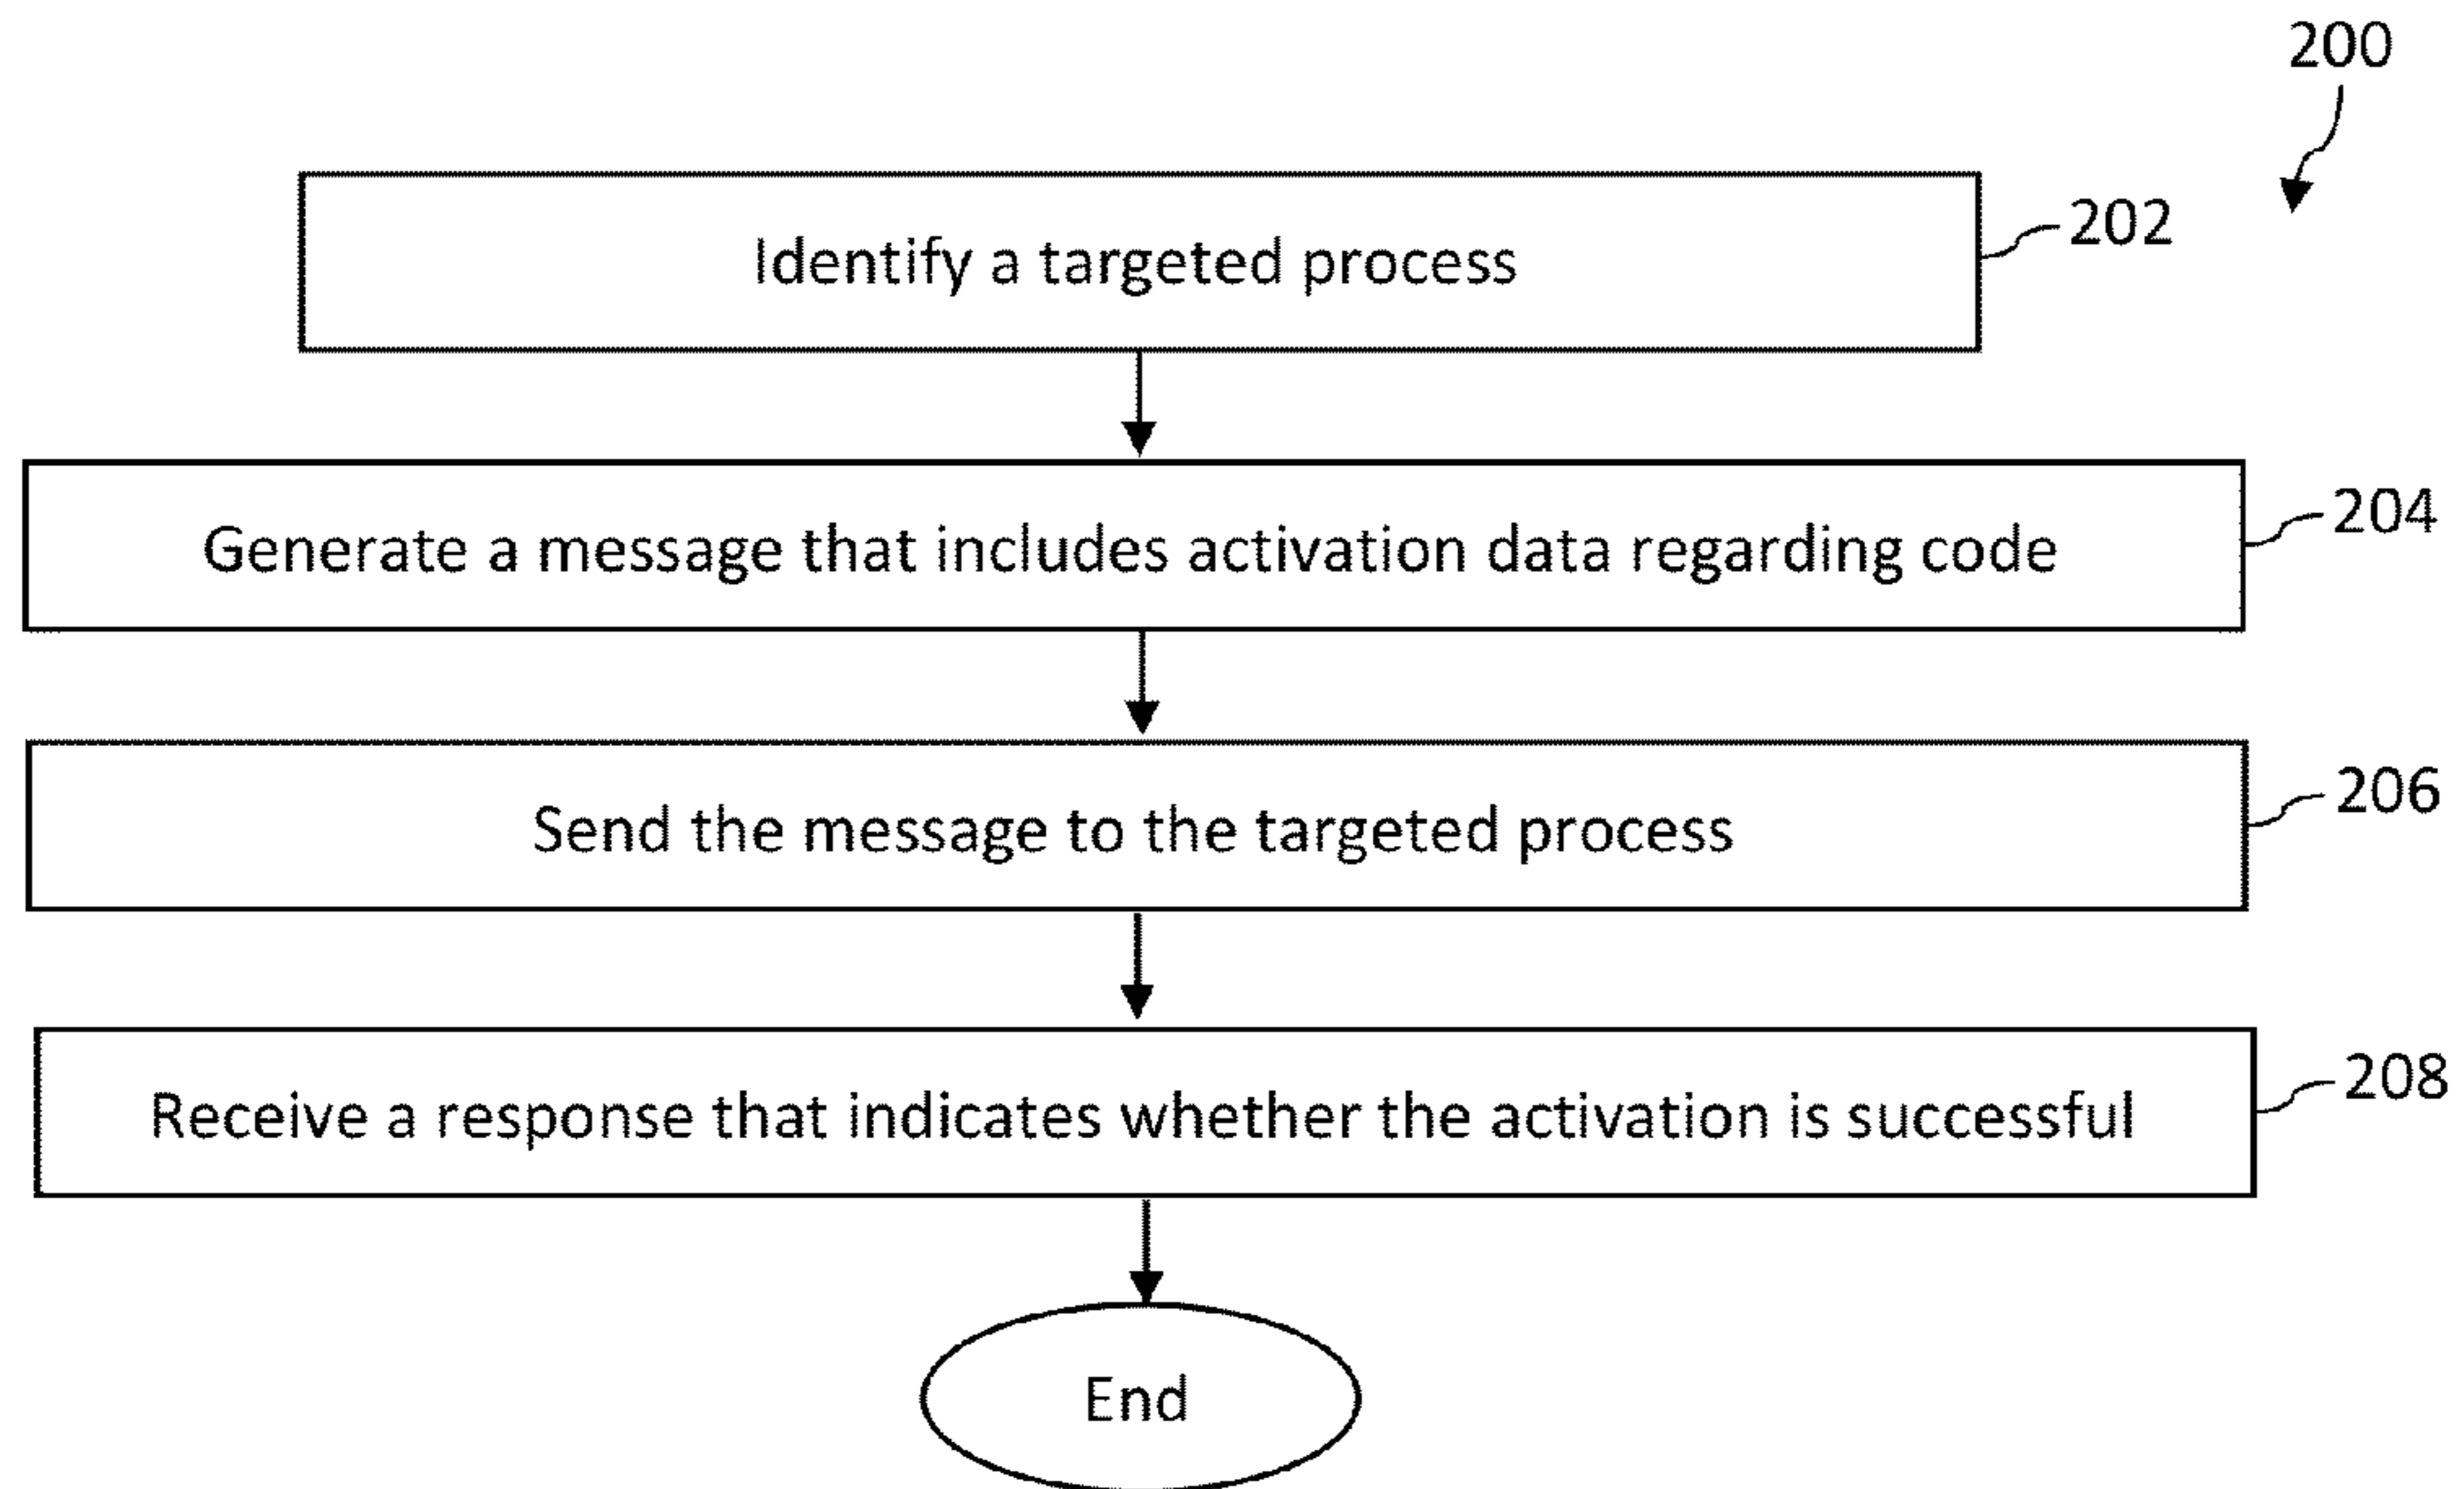 200
Identify a targeted process
202
Generate a message that includes activation data regarding code
204
Send the message to the targeted process
206
Receive a response that indicates whether the activation is successful
208
End